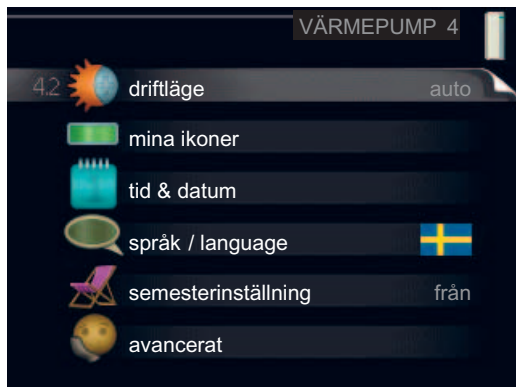 VÄRMEPUMP 4
4.2 driftläge auto
mina ikoner
tid & datum
språk / language
semesterinställning från
avancerat